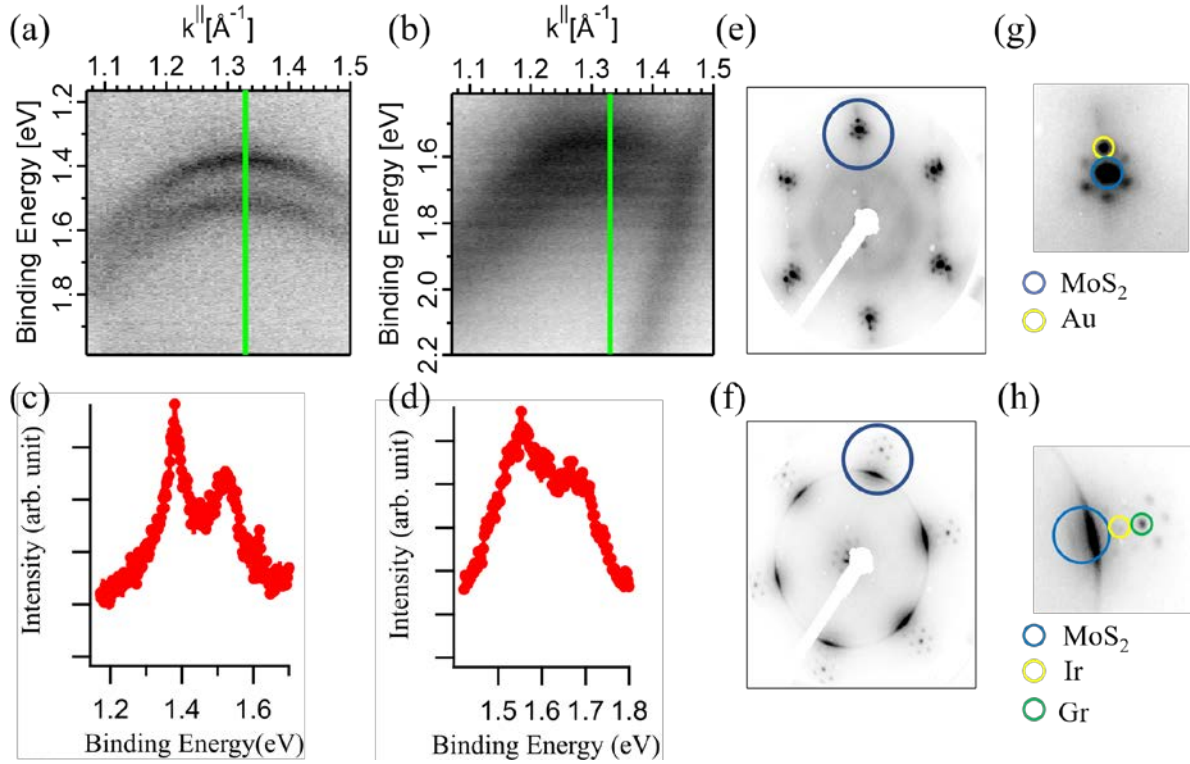 (a)
k||[Å-1]
1.1 1.2 1.3 1.4 1.5
Binding Energy [eV]
1.2
1.4
1.6
1.8
(b)
k||[Å-1]
1.1 1.2 1.3 1.4 1.5
Binding Energy [eV]
1.6
1.8
2.0
2.2
(e)
(g)
MoS2
Au
(c)
Intensity (arb. unit)
1.2 1.4 1.6
Binding Energy(eV)
(d)
Intensity (arb. unit)
1.5 1.6 1.7 1.8
Binding Energy (eV)
(f)
(h)
MoS2
Ir
Gr